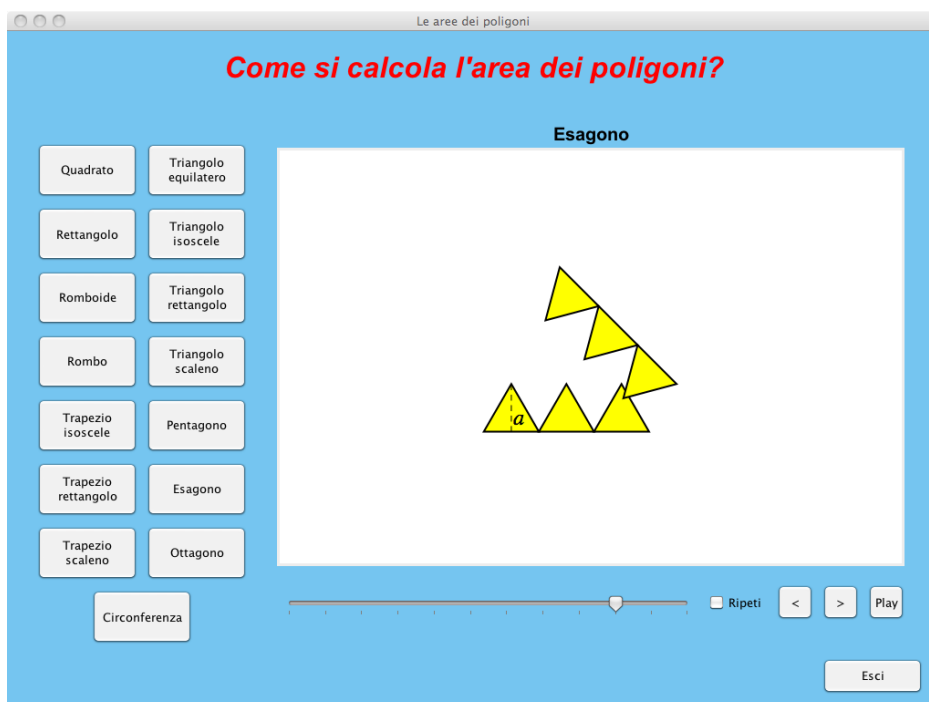 Le aree dei poligoni
Come si calcola l'area dei poligoni?
Esagono
Quadrato
Triangolo
equilatero
Rettangolo
Triangolo
isoscele
Romboide
Triangolo
rettangolo
Rombo
Triangolo
scaleno
Trapezio
isoscele
Pentagono
Trapezio
rettangolo
Esagono
Trapezio
scaleno
Ottagono
Circonferenza
a
Ripeti
<
>
Play
Esci